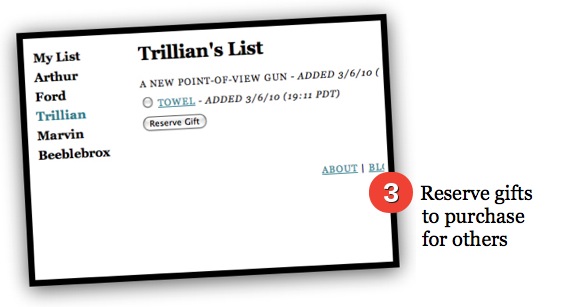 My List
Arthur
Ford
Trillian
Marvin
Beeblebrox
Trillian's List
A NEW POINT-OF-VIEW GUN - ADDED 3/6/10 (
TOWEL - ADDED 3/6/10 (19:11 PDT)
Reserve Gift
ABOUT |
3
Reserve gifts
to purchase
for others